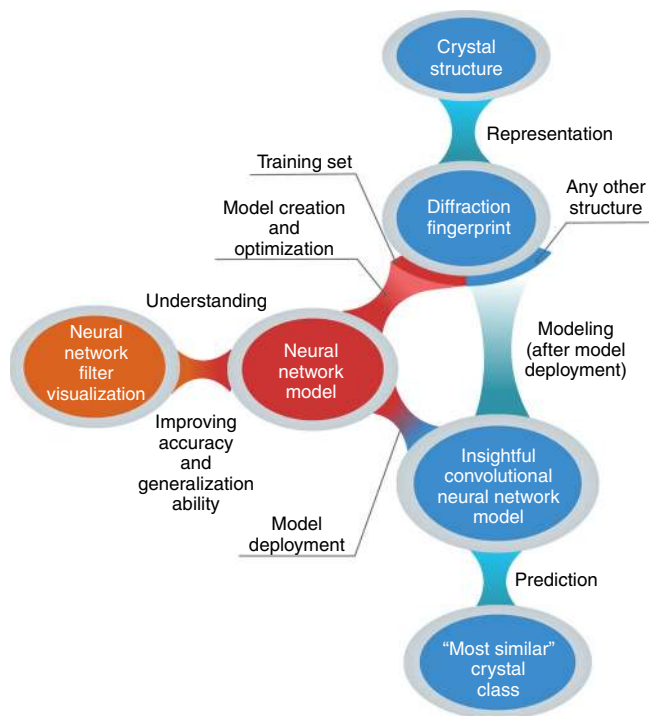 Crystal
structure
Representation
Training set
Any other
structure
Diffraction
fingerprint
Model creation
and
optimization
Understanding
Neural
network
filter
visualization
Neural
network
model
Modeling
(after model
deployment)
Improving
accuracy
and
generalization
ability
Insightful
convolutional
neural network
model
Model
deployment
Prediction
“Most similar”
crystal
class